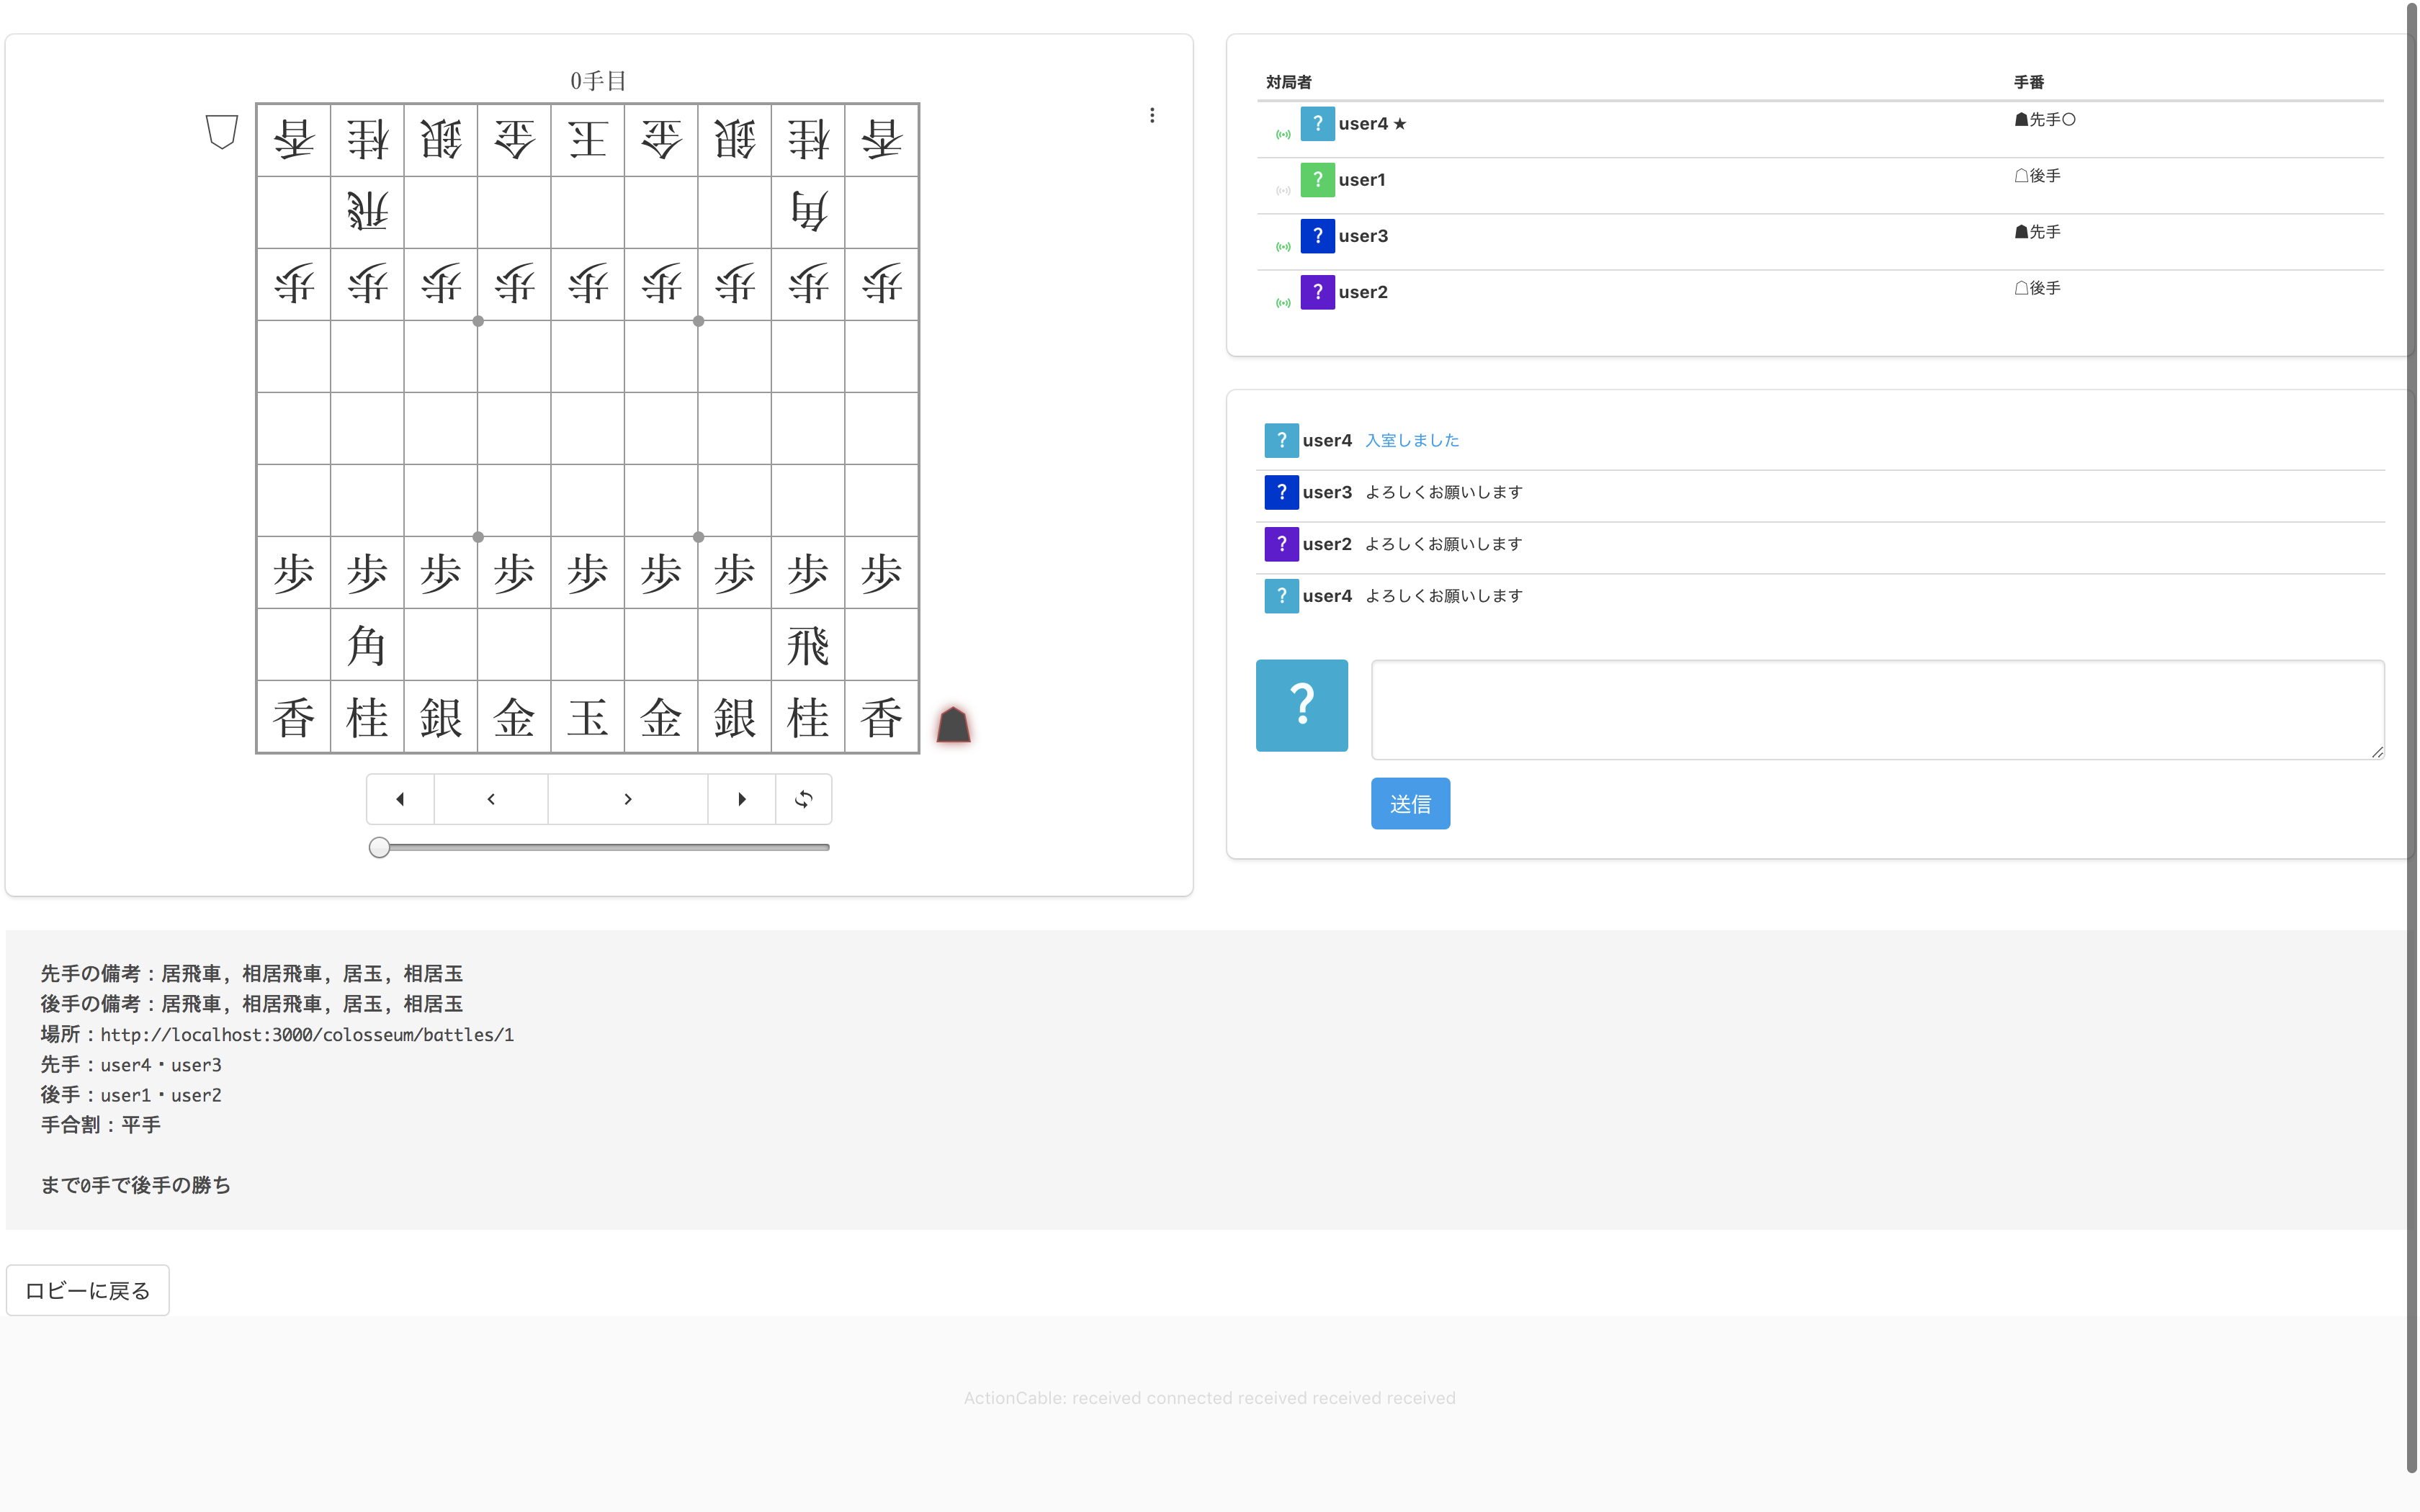 0手目
香 桂 銀 金 王 金 銀 桂 香
飛 角
歩 歩 歩 歩 歩 歩 歩 歩 歩
歩 歩 歩 歩 歩 歩 歩 歩 歩
角 飛
香 桂 銀 金 玉 金 銀 桂 香
対局者 手番
? user4 ★ ☗先手○
? user1 ☖後手
? user3 ☗先手
? user2 ☖後手
? user4 入室しました
? user3 よろしくお願いします
? user2 よろしくお願いします
? user4 よろしくお願いします
?
送信
先手の備考：居飛車, 相居飛車, 居玉, 相居玉
後手の備考：居飛車, 相居飛車, 居玉, 相居玉
場所：http://localhost:3000/colosseum/battles/1
先手：user4・user3
後手：user1・user2
手合割：平手
まで0手で後手の勝ち
ロビーに戻る
ActionCable: received connected received received received